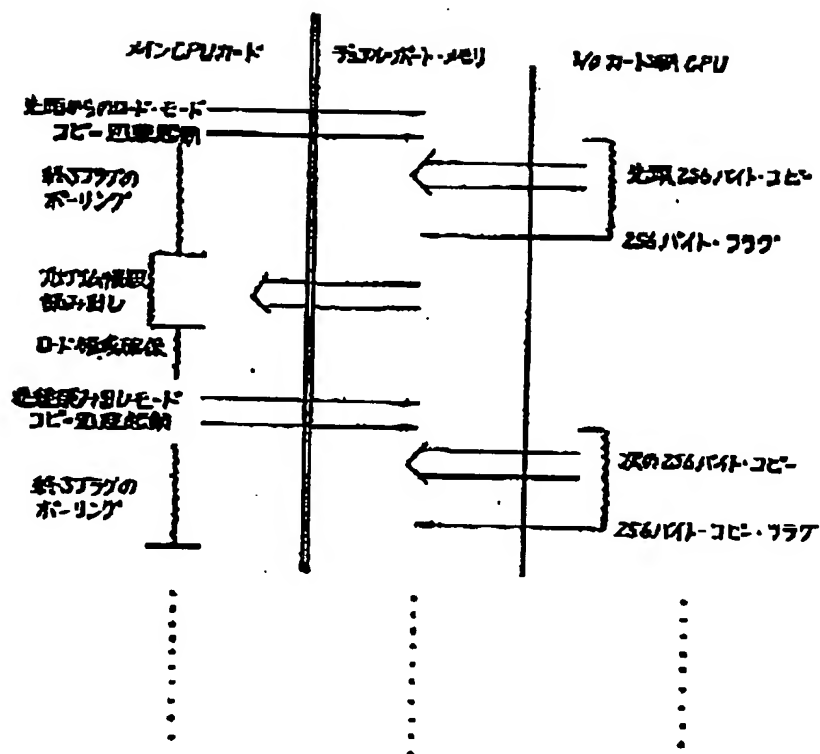 メインCPUカード
デュアルポート・メモリ
I/Oカード側CPU
先頭からのロード・モード
コピー処理起動
終了フラグの
ポーリング
先頭256バイト・コピー
256バイト・フラグ
プログラム情報
読み出し
ロード領域確保
継続読み出しモード
コピー処理起動
次の256バイト・コピー
終了フラグの
ポーリング
256バイト-コピー・フラグ